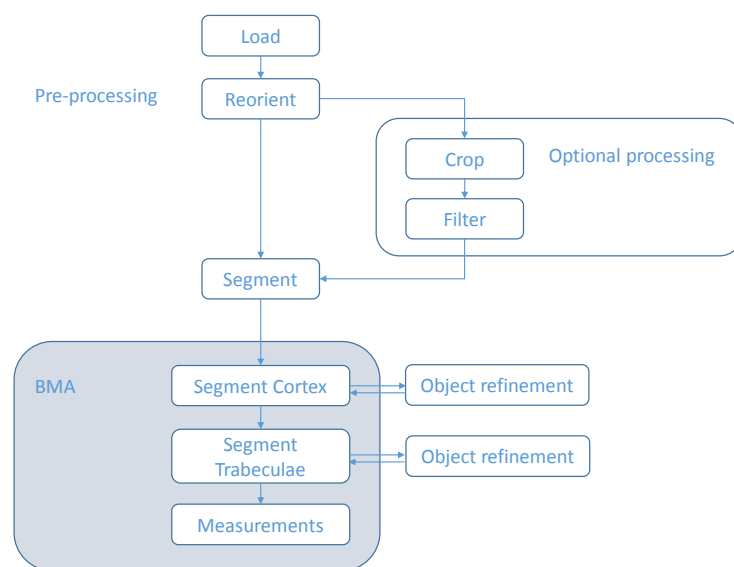 Load
Pre-processing
Reorient
Crop
Optional processing
Filter
Segment
BMA
Segment Cortex
Object refinement
Segment
Trabeculae
Object refinement
Measurements